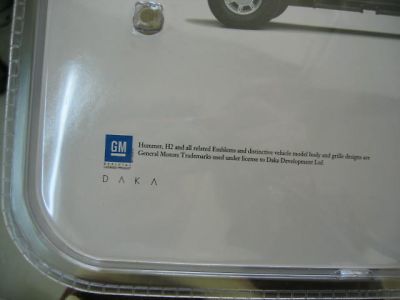 GM
Hummer, H2 and all related Emblems and distinctive vehicle model body and grille designs are
General Motors Trademarks used under license to Daka Development Ltd.
DAKA